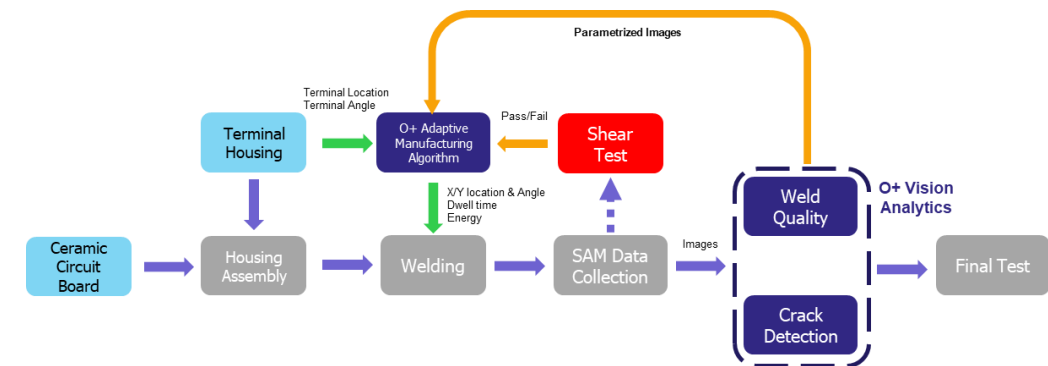 Parametrized Images
Terminal Location
Terminal Angle
Terminal
Housing
O+ Adaptive
Manufacturing
Algorithm
Pass/Fail
Shear
Test
X/Y location & Angle
Dwell time
Energy
Weld
Quality
O+ Vision
Analytics
Ceramic
Circuit
Board
Housing
Assembly
Welding
SAM Data
Collection
Images
Final Test
Crack
Detection